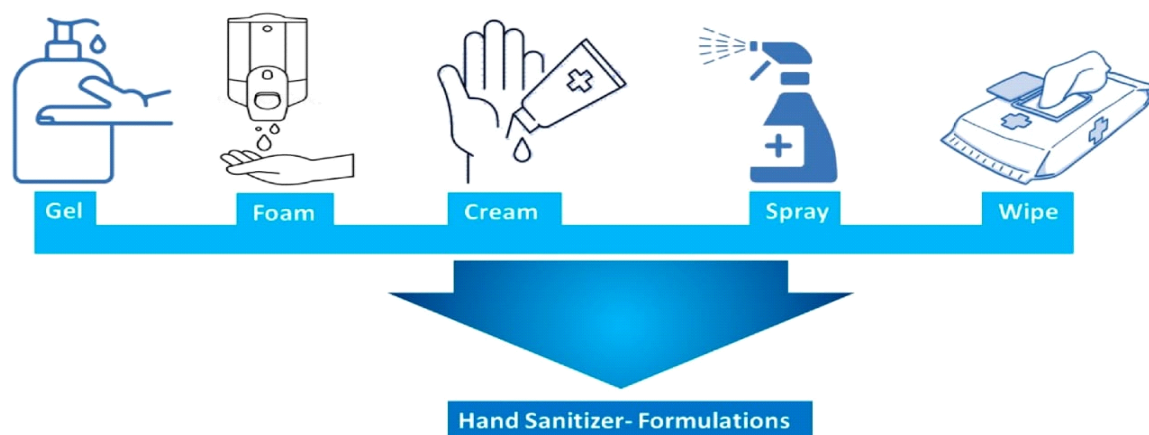 Gel
Foam
Cream
Spray
Wipe
Hand Sanitizer- Formulations